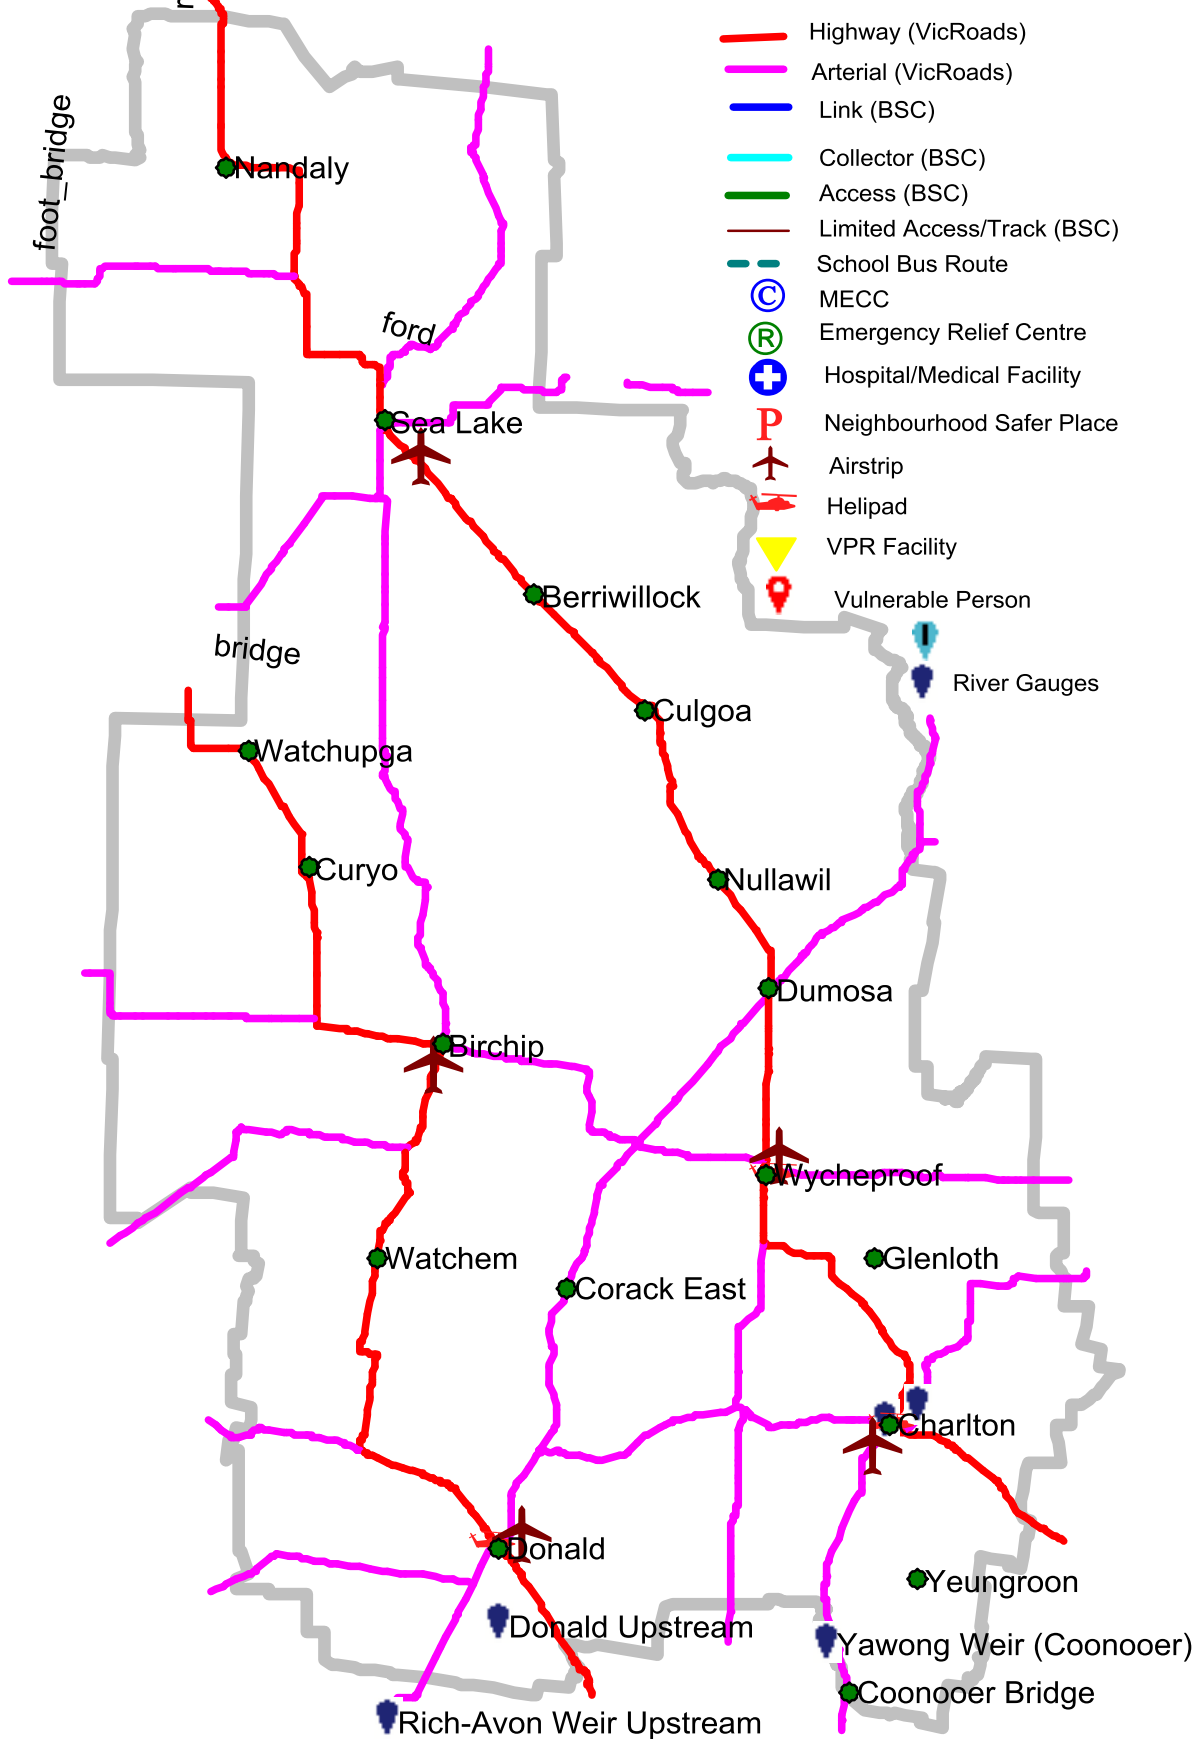 Highway (VicRoads)
Arterial (VicRoads)
Link (BSC)
Collector (BSC)
Access (BSC)
Limited Access/Track (BSC)
School Bus Route
© MECC
® Emergency Relief Centre
Hospital/Medical Facility
P Neighbourhood Safer Place
Airstrip
Helipad
VPR Facility
Vulnerable Person
River Gauges
foot_bridge
Nandaly
ford
Sea Lake
Berriwillock
bridge
Culgoa
Watchupga
Curyo
Nullawil
Dumosa
Birchip
Wycheproof
Watchem
Glenloth
Corack East
Charlton
Donald
Yeungroon
Donald Upstream
Yawong Weir (Coonooer)
Coonooer Bridge
Rich-Avon Weir Upstream